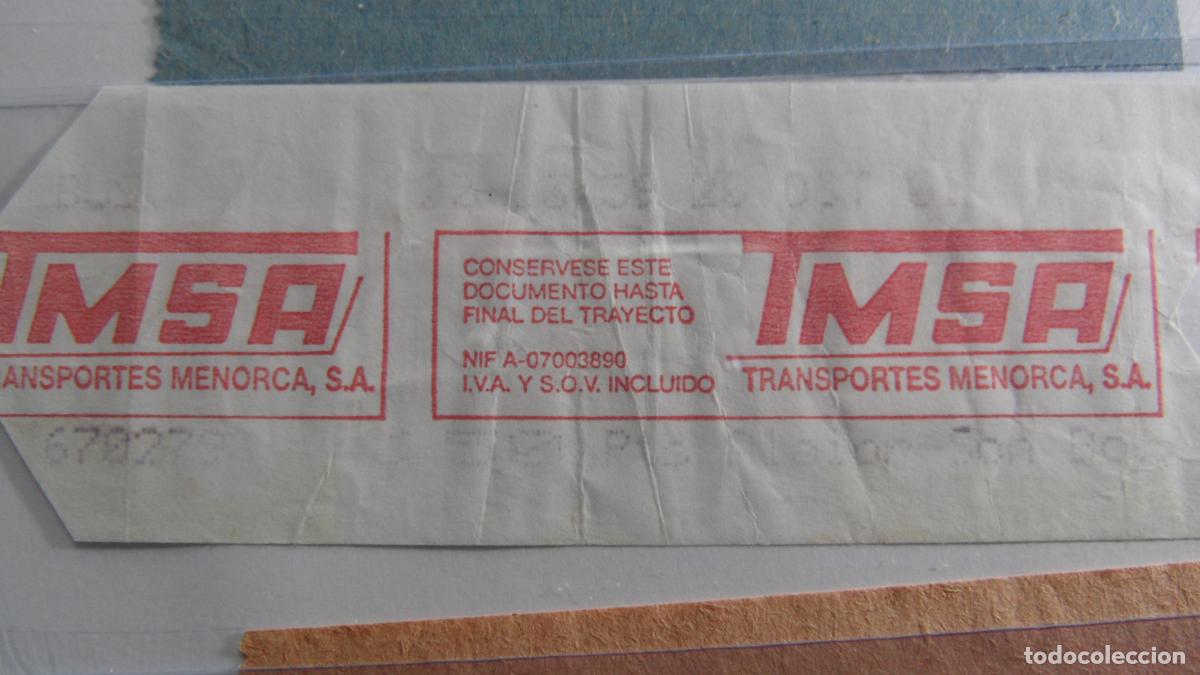 TMSA
TRANSPORTES MENORCA, S.A.
CONSERVESE ESTE
DOCUMENTO HASTA
FINAL DEL TRAYECTO
NIF A-07003890
I.V.A. Y S.O.V. INCLUIDO
TMSA
TRANSPORTES MENORCA, S.A.
todocoleccion